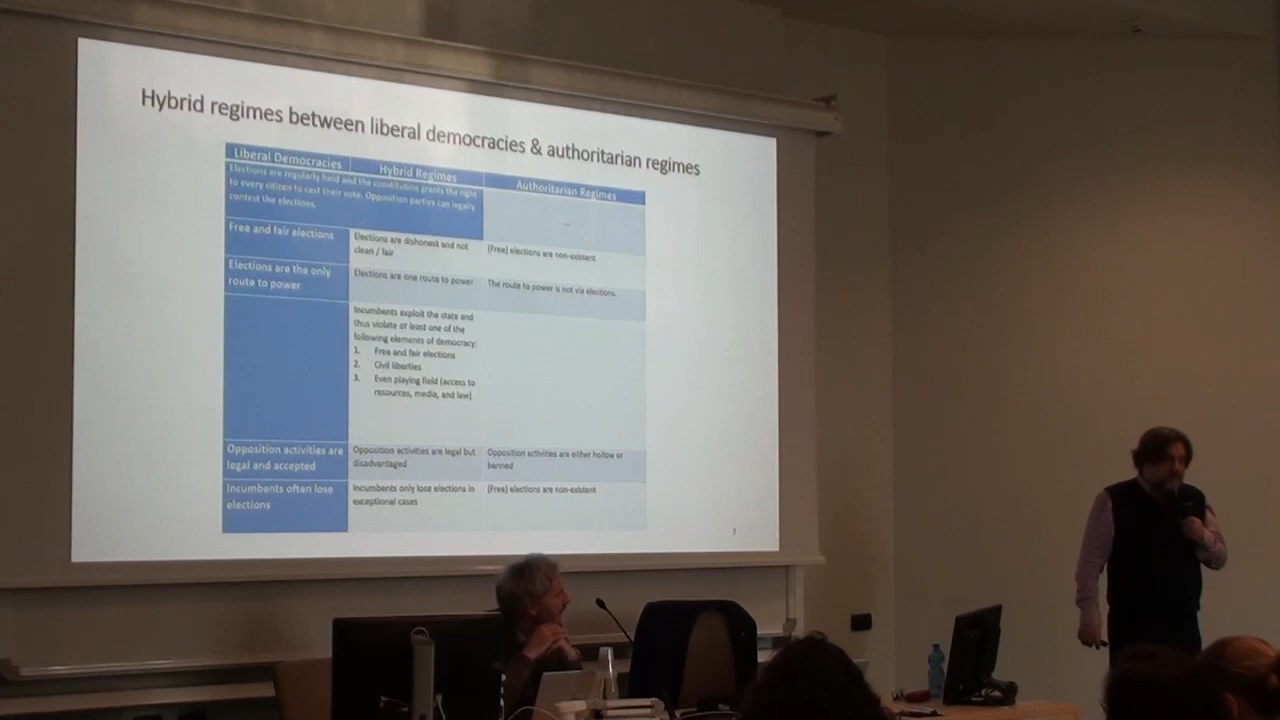 Hybrid regimes between liberal democracies & authoritarian regimes
Liberal Democracies
Hybrid Regimes
Authoritarian Regimes
Elections are regularly held and the constitution grants the right
to every citizen to cast their vote. Opposition parties can legally
contest the elections.
...
Free and fair elections
Elections are dishonest and not
clean / fair
(Free) elections are non-existent
Elections are the only
route to power
Elections are one route to power
The route to power is not via elections.
Incumbents exploit the state and
thus violate at least one of the
following elements of democracy:
1. Free and fair elections
2. Civil liberties
3. Even playing field (access to
resources, media, and law)
Opposition activities are
legal and accepted
Opposition activities are legal but
disadvantaged
Opposition activities are either hollow or
banned
Incumbents often lose
elections
Incumbents only lose elections in
exceptional cases
(Free) elections are non-existent
7